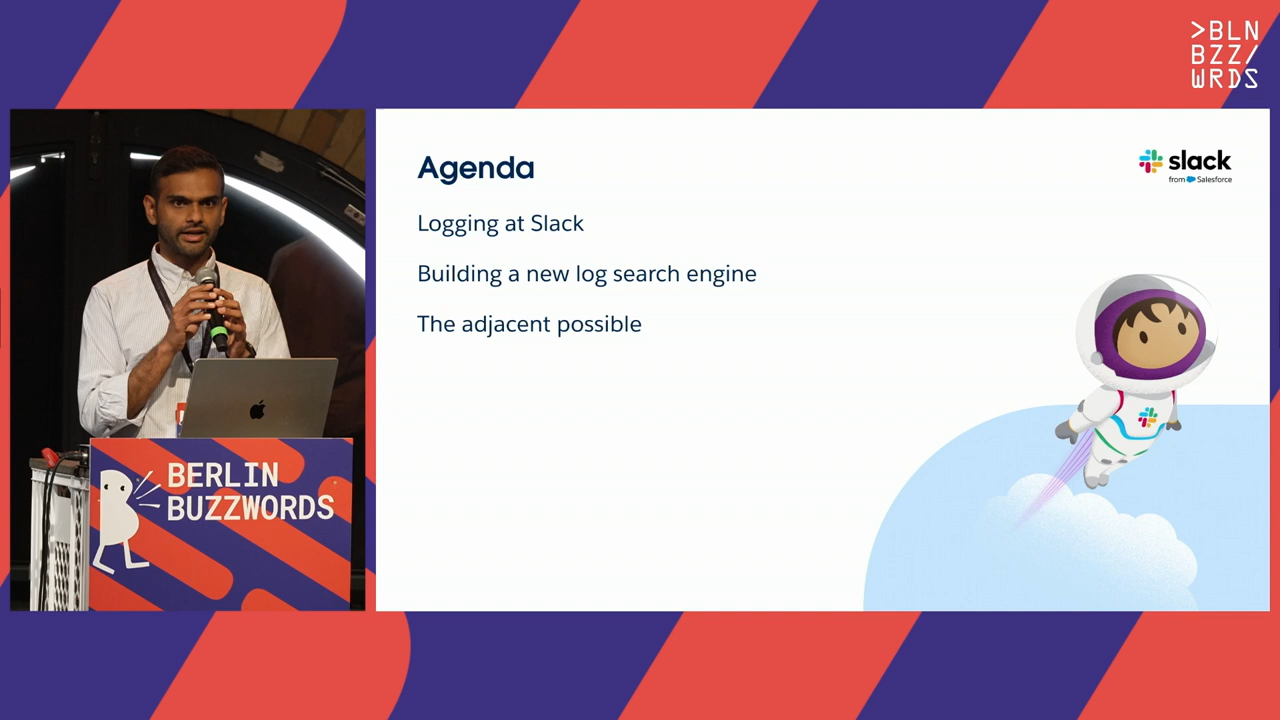 >BLN
BZZ/
WRDS
Agenda
slack
from Salesforce
Logging at Slack
Building a new log search engine
The adjacent possible
BERLIN
BUZZWORDS